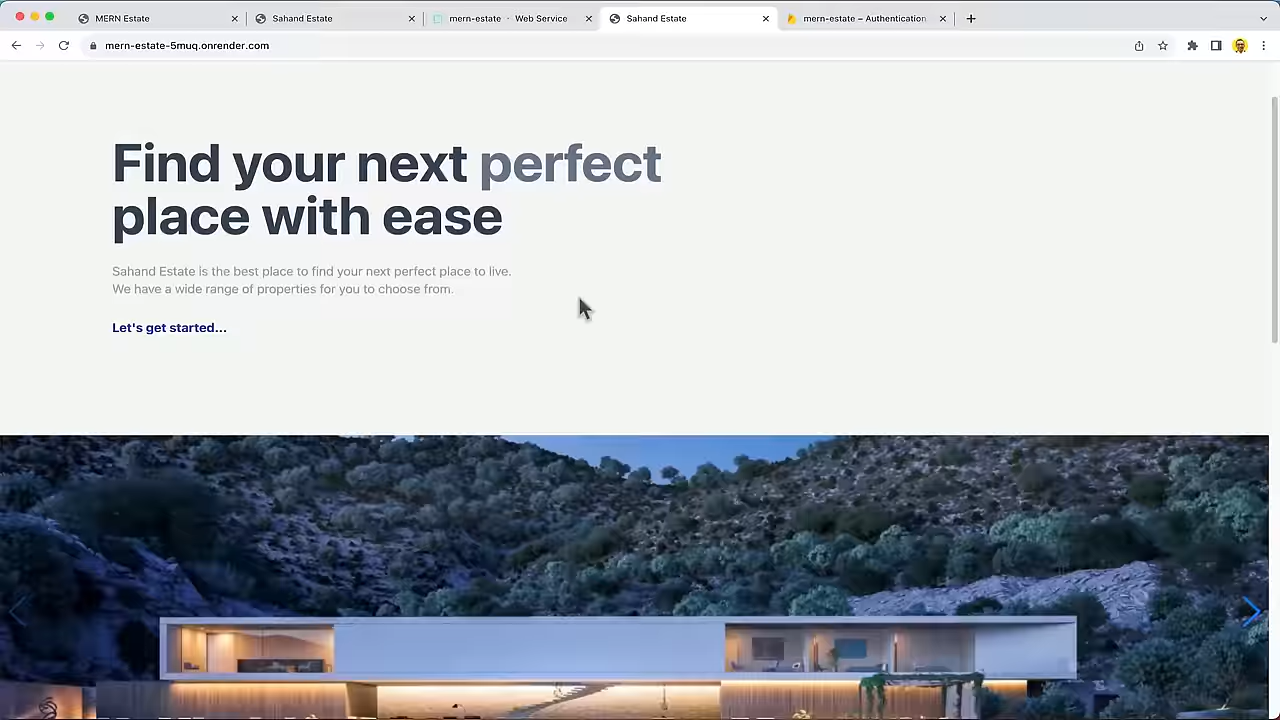 MERN Estate
Sahand Estate
mern-estate · Web Service
Sahand Estate
mern-estate – Authentication
mern-estate-5muq.onrender.com
Find your next perfect
place with ease
Sahand Estate is the best place to find your next perfect place to live.
We have a wide range of properties for you to choose from.
Let's get started...